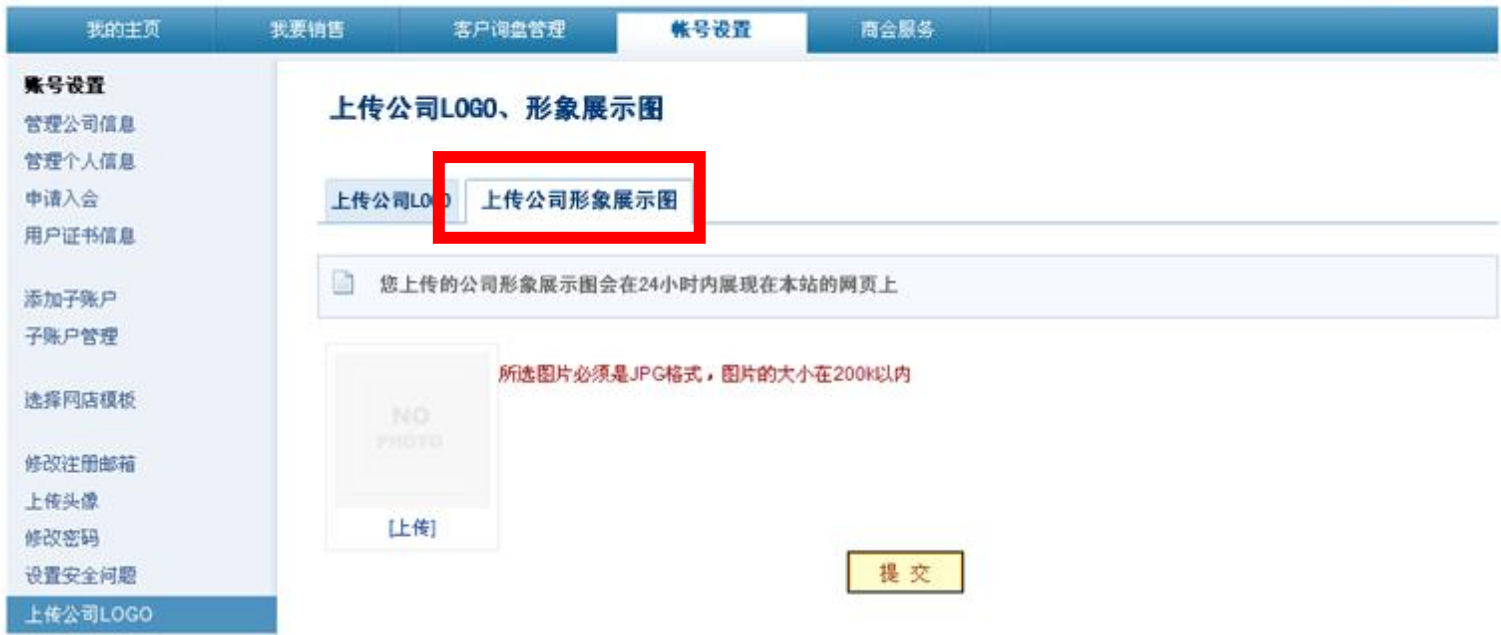 我的主页 我要销售 客户询盘管理 帐号设置 商会服务
账号设置
管理公司信息
管理个人信息
申请入会
用户证书信息
添加子账户
子账户管理
选择网店模板
修改注册邮箱
上传头像
修改密码
设置安全问题
上传公司LOGO
上传公司LOGO、形象展示图
上传公司LOGO 上传公司形象展示图
您上传的公司形象展示图会在24小时内展现在本站的网页上
NO
PHOTO
所选图片必须是JPG格式，图片的大小在200k以内
[上传]
提 交